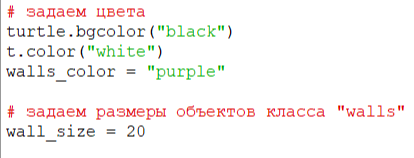 # задаем цвета
turtle.bgcolor("black")
t.color("white")
walls_color = "purple"
# задаем размеры объектов класса "walls"
wall_size = 20